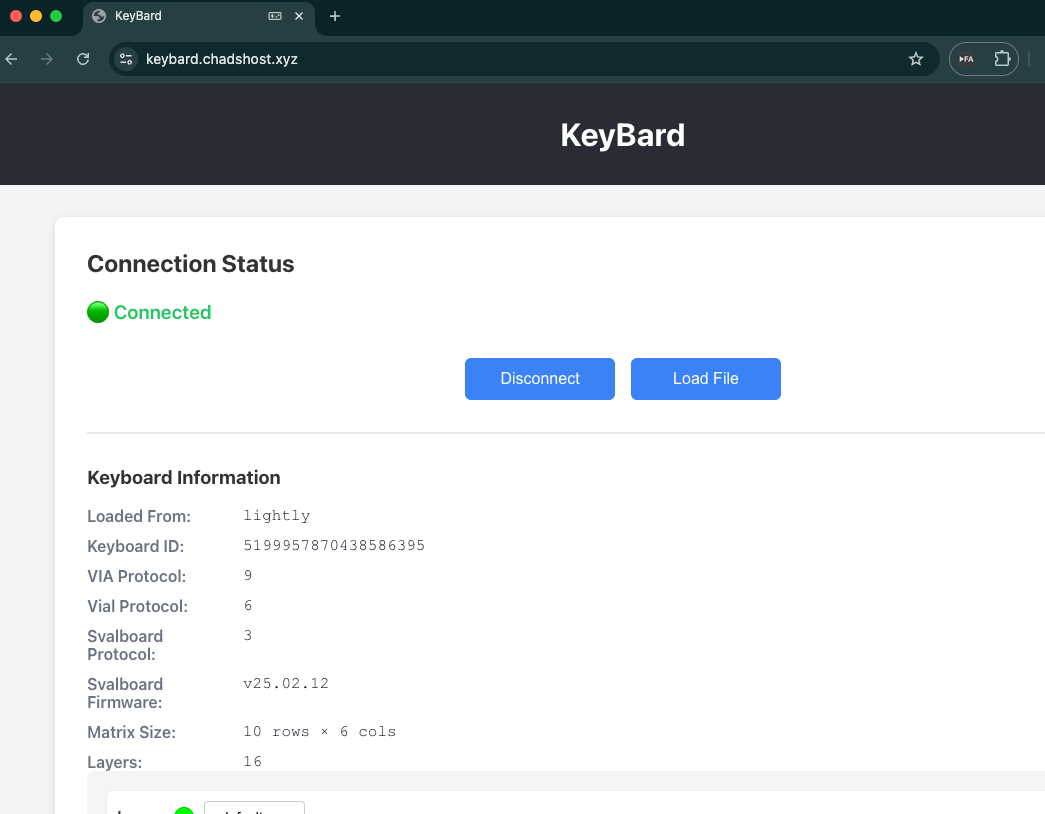 KeyBard
keybard.chadshost.xyz
FA
KeyBard
Connection Status
Connected
Disconnect
Load File
Keyboard Information
Loaded From: lightly
Keyboard ID: 5199957870438586395
VIA Protocol: 9
Vial Protocol: 6
Svalboard Protocol: 3
Svalboard Firmware: v25.02.12
Matrix Size: 10 rows × 6 cols
Layers: 16